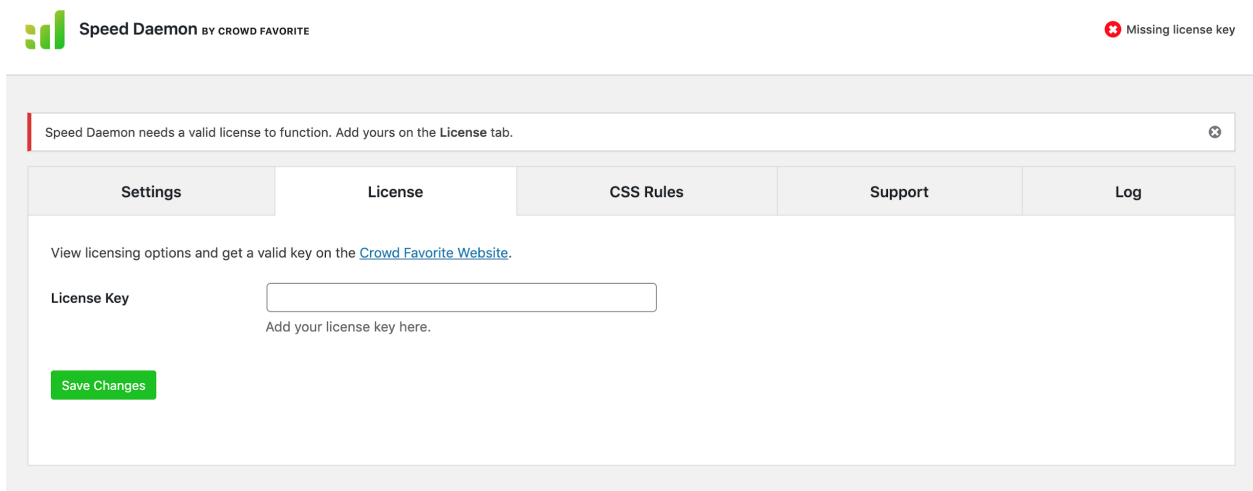 Speed Daemon BY CROWD FAVORITE
Missing license key
Speed Daemon needs a valid license to function. Add yours on the License tab.
Settings
License
CSS Rules
Support
Log
View licensing options and get a valid key on the Crowd Favorite Website.
License Key
Add your license key here.
Save Changes